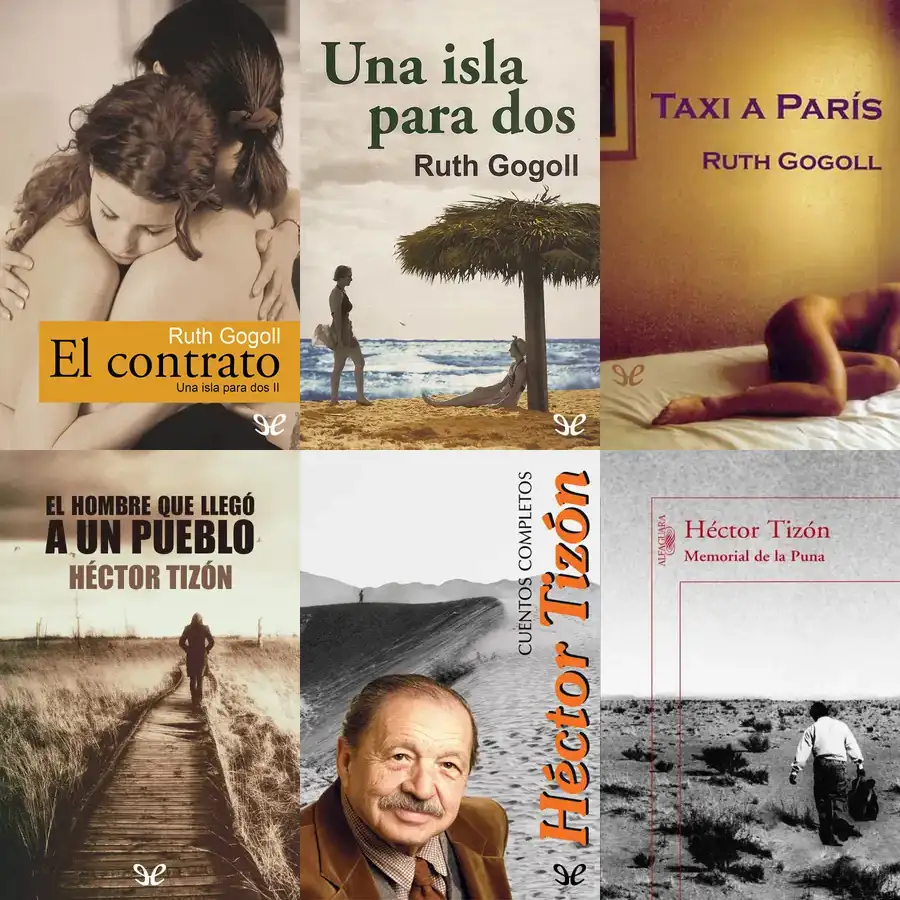 Ruth Gogoll
El contrato
Una isla para dos II
Una isla
para dos
Ruth Gogoll
TAXI A PARÍS
RUTH GOGOLL
EL HOMBRE QUE LLEGÓ
A UN PUEBLO
HÉCTOR TIZÓN
CUENTOS COMPLETOS
Héctor Tizón
ALFAGUARA
Héctor Tizón
Memorial de la Puna